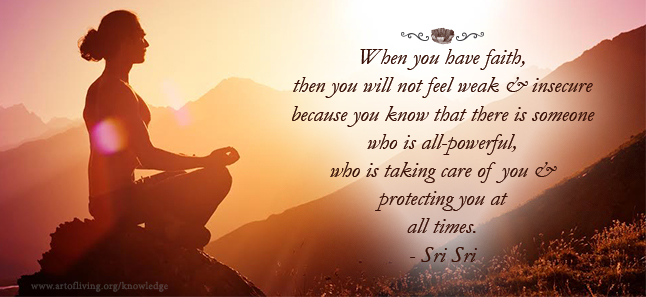 When you have faith,
then you will not feel weak & insecure
because you know that there is someone
who is all-powerful,
who is taking care of you &
protecting you at
all times.
- Sri Sri
www.artofliving.org/knowledge